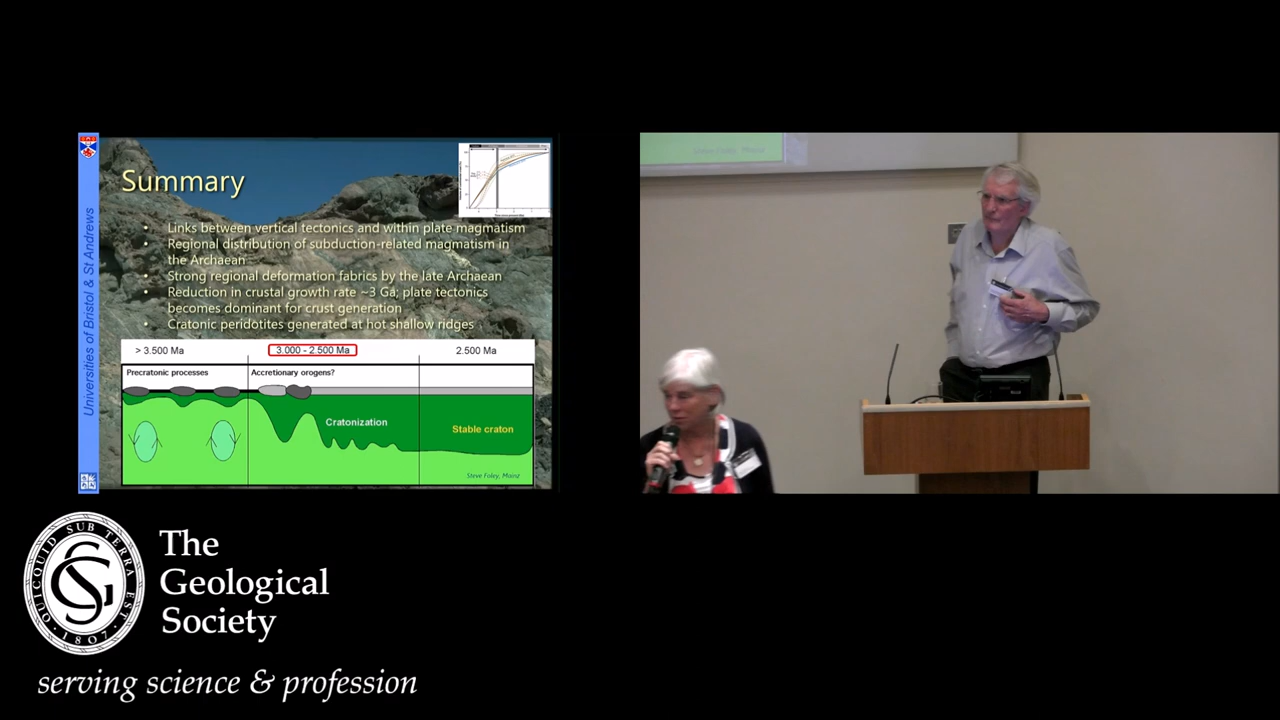 Universities of Bristol & St Andrews
Summary
• Links between vertical tectonics and within plate magmatism
• Regional distribution of subduction-related magmatism in
the Archaean
• Strong regional deformation fabrics by the late Archaean
• Reduction in crustal growth rate ~3 Ga; plate tectonics
becomes dominant for crust generation
• Cratonic peridotites generated at hot shallow ridges
> 3.500 Ma
3.000 - 2.500 Ma
2.500 Ma
Precratonic processes
Accretionary orogens?
Cratonization
Stable craton
Steve Foley, Mainz
QUICQUID SUB TERRA EST
· 1807 ·
GS
The
Geological
Society
serving science & profession